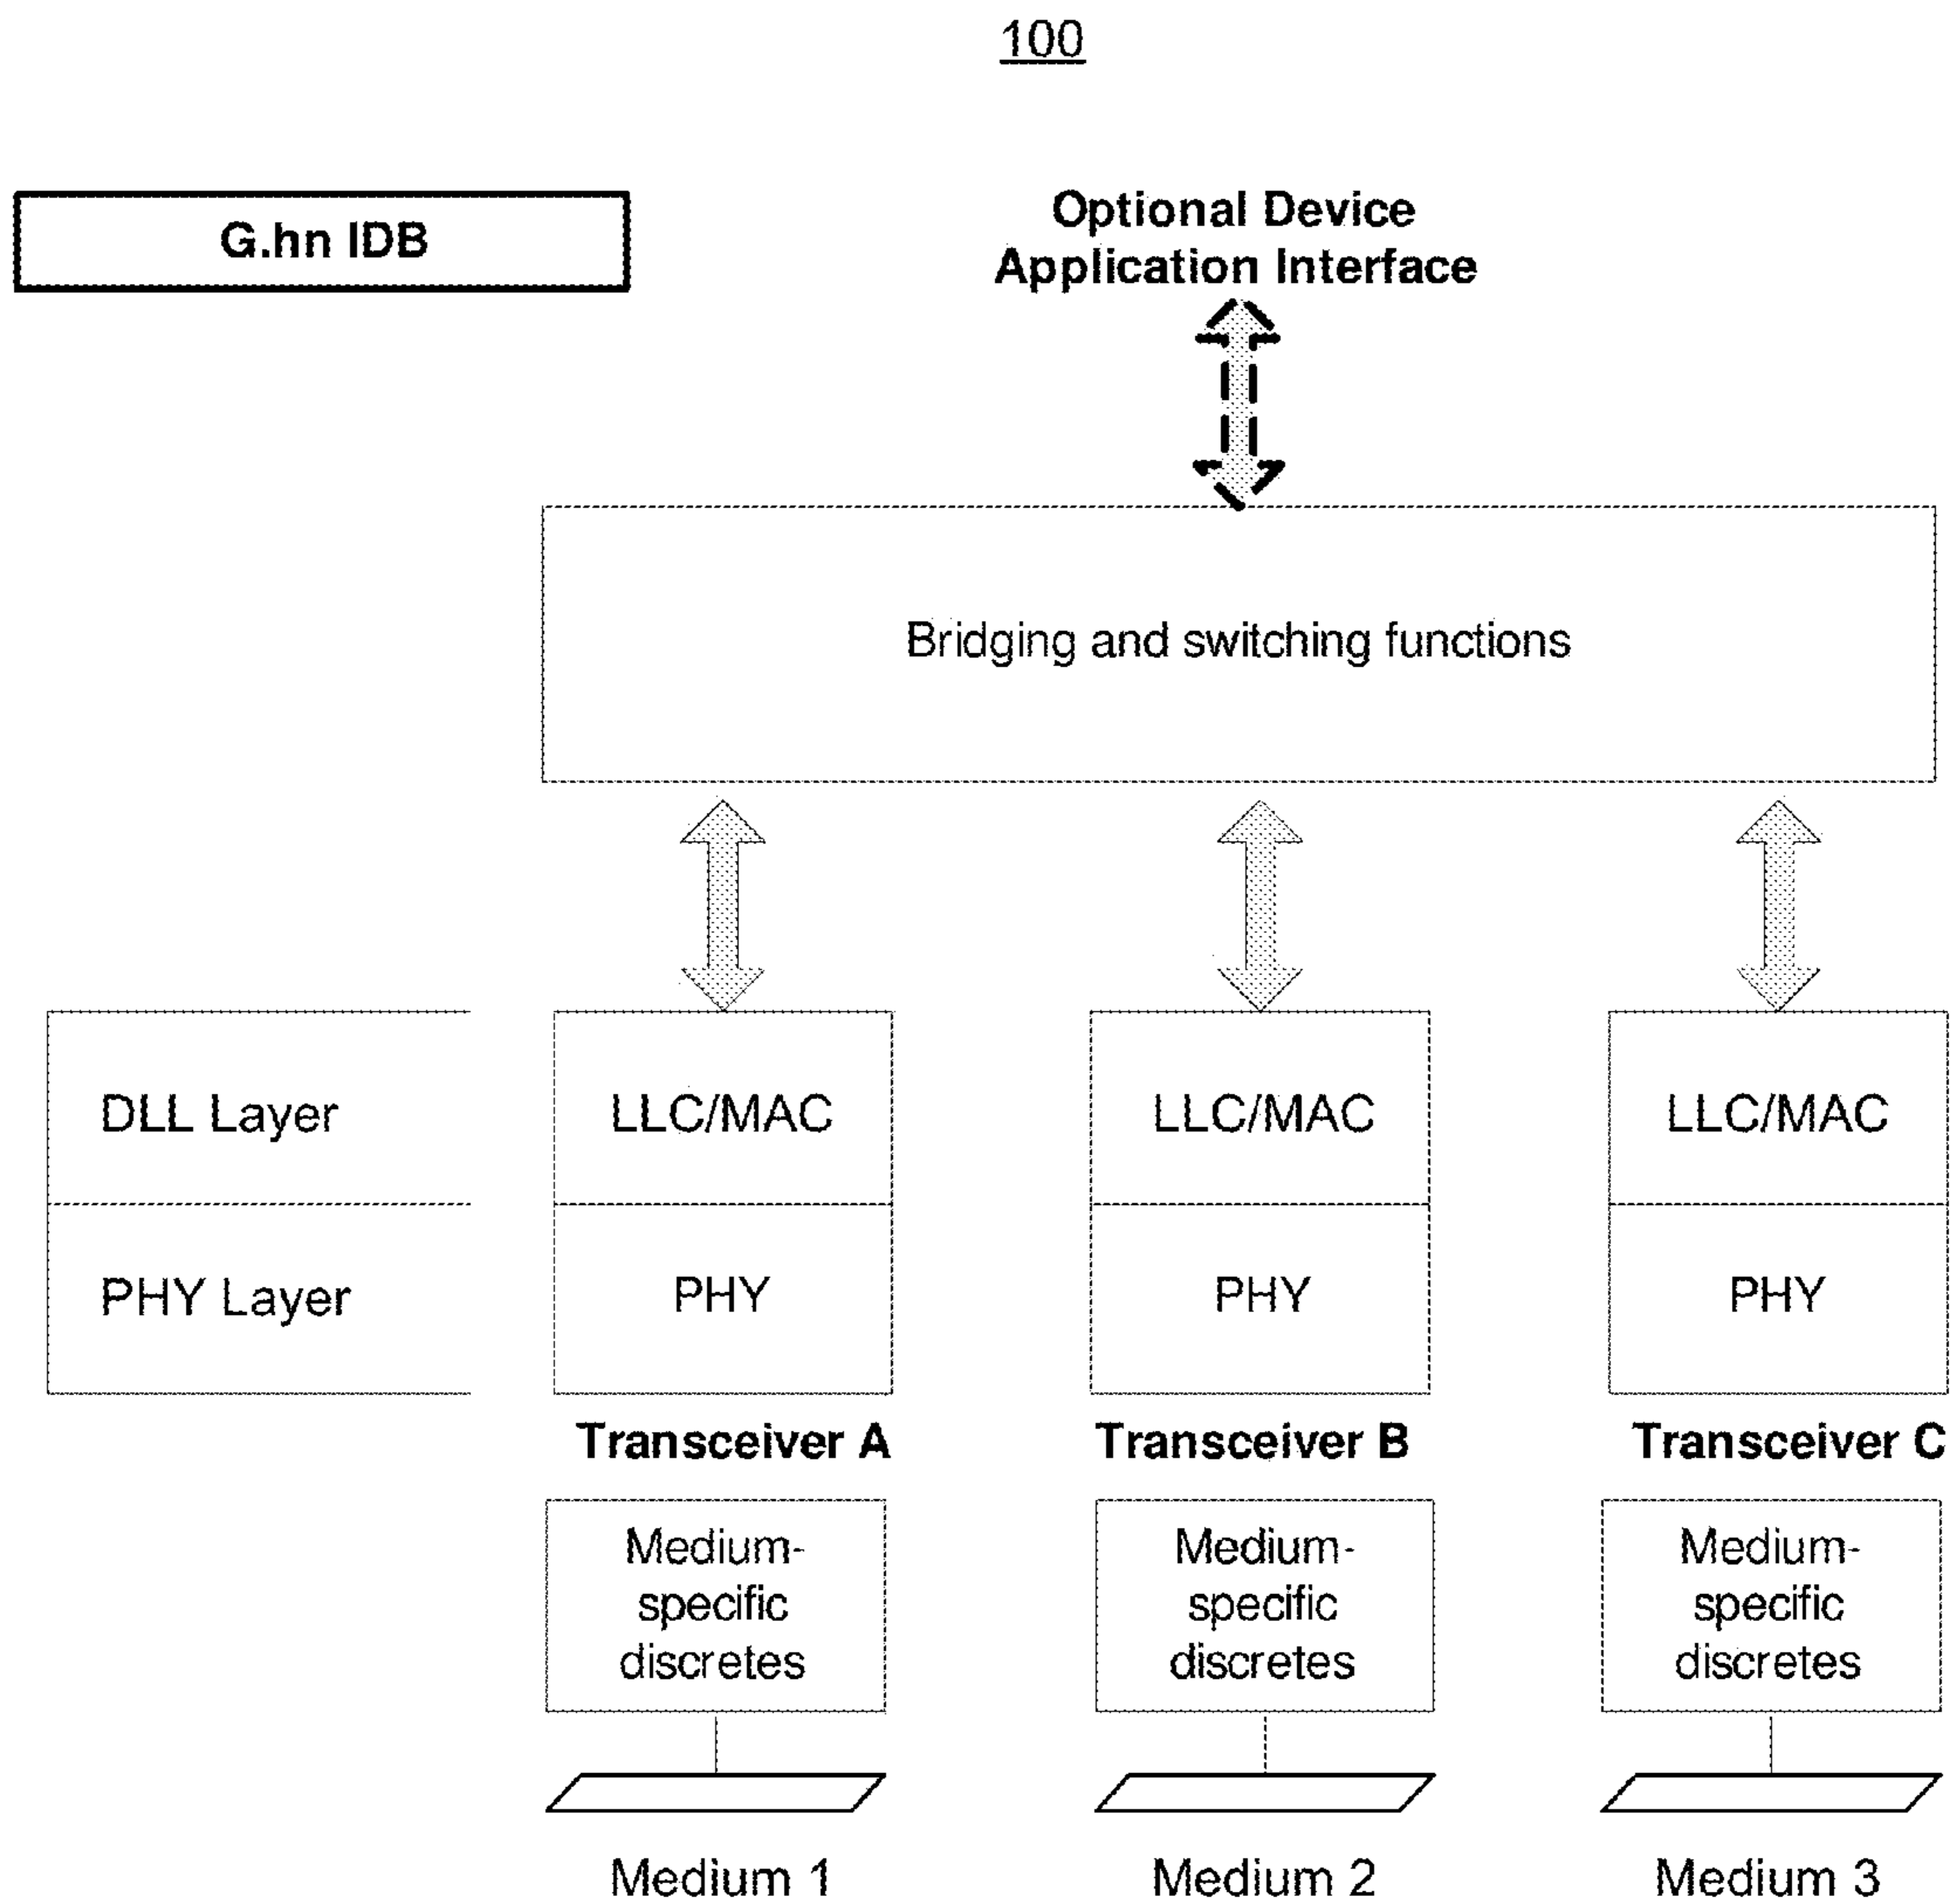 100
G.hn IDB
Optional Device
Application Interface
Bridging and switching functions
DLL Layer
LLC/MAC
LLC/MAC
LLC/MAC
PHY Layer
PHY
PHY
PHY
Transceiver A
Transceiver B
Transceiver C
Medium-
specific
discretes
Medium-
specific
discretes
Medium-
specific
discretes
Medium 1
Medium 2
Medium 3